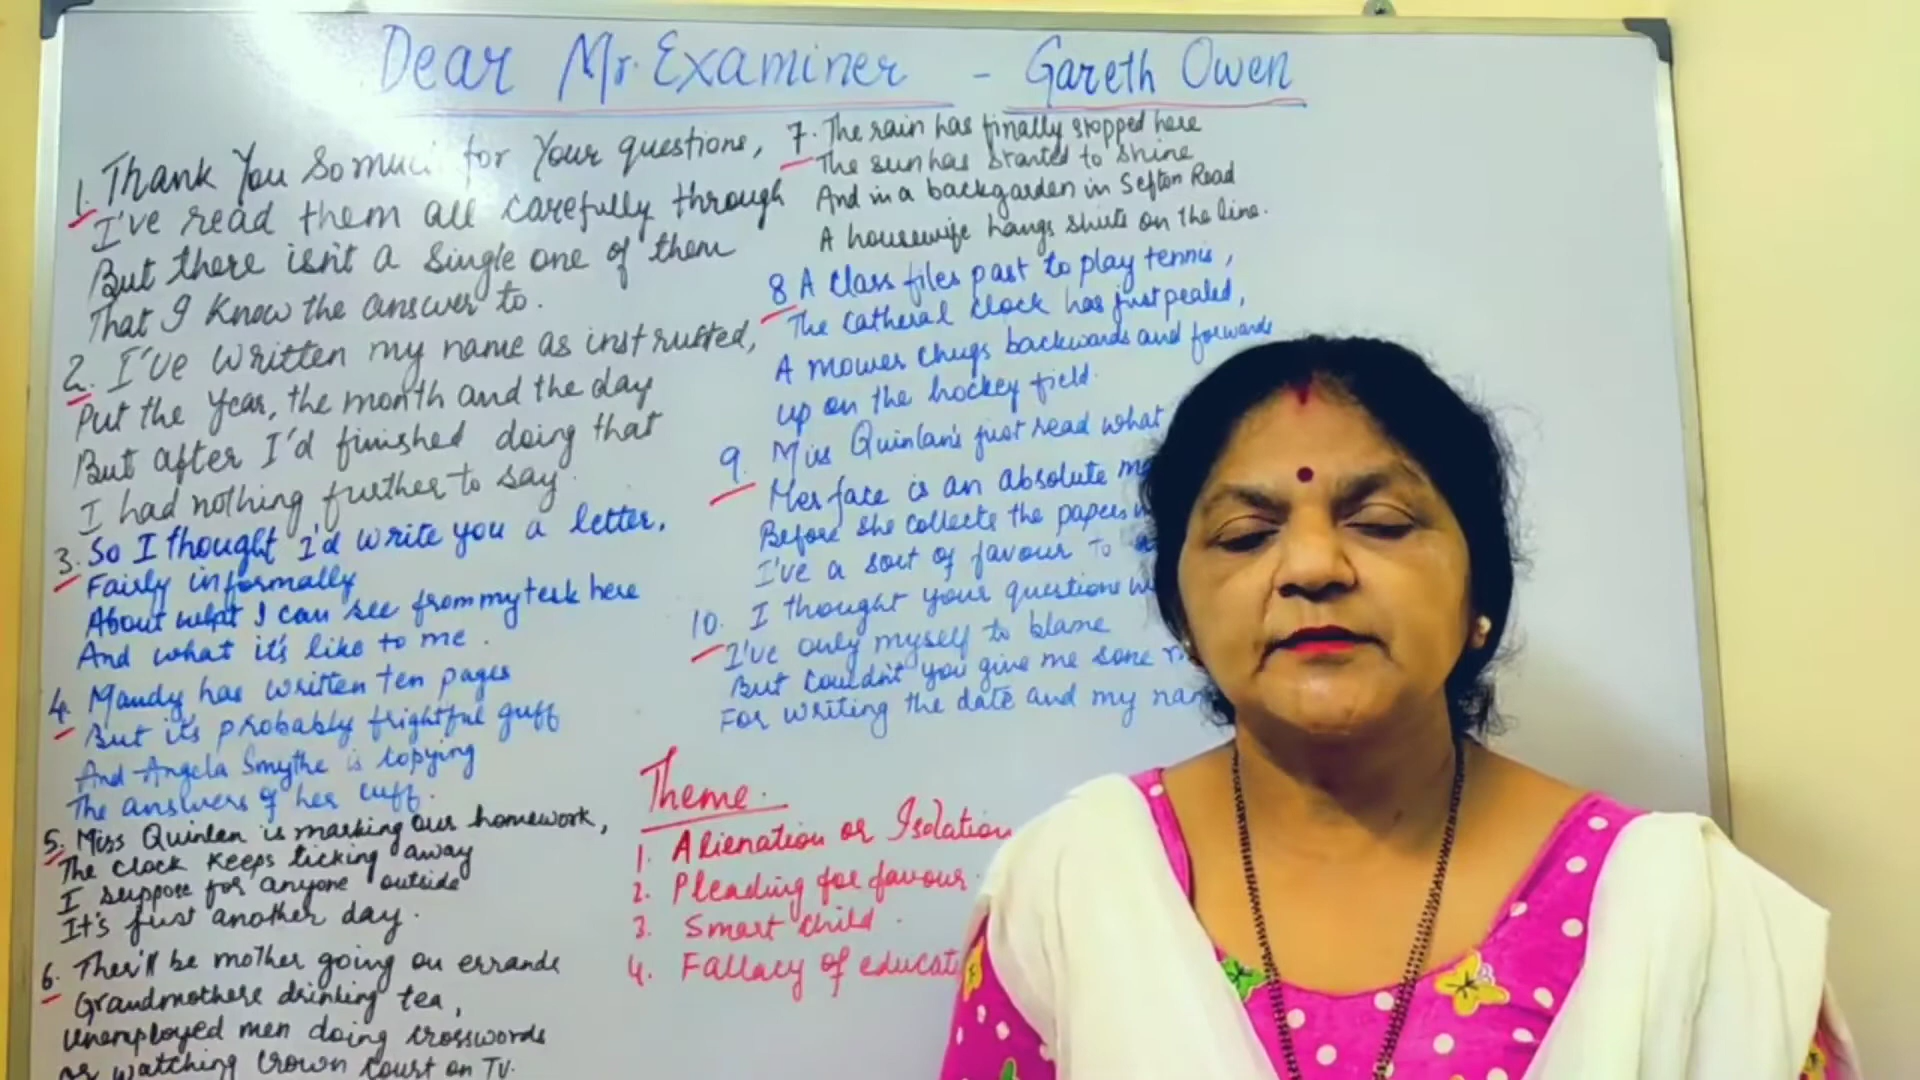 Dear Mr. Examiner - Gareth Owen
1. Thank You So much for Your questions,
I've read them all carefully through
But there isn't a single one of them
That I know the answer to.
2. I've written my name as instructed,
Put the Year, the month and the day
But after I'd finished doing that
I had nothing further to say.
3. So I thought I'd write you a letter.
Fairly informally
About what I can see from my desk here
And what it's like to me.
4. Mandy has written ten pages
But it's probably frightful guff
And Angela Smythe is copying
The answers of her cuff.
5. Miss Quinlan is marking our homework,
The clock keeps ticking away
I suppose for anyone outside
It's just another day.
6. Ther'll be mother going on errands
Grandmothers drinking tea,
Unemployed men doing crosswords
or watching Crown Court on TV.
7. The rain has finally stopped here
The sun has started to shine
And in a backgarden in Sefton Road
A housewife hangs shirts on the line.
8 A class files past to play tennis,
The catheral clock has just pealed,
A mower chugs backwards and forwards
up on the hockey field.
9. Miss Quinlan's just read what
Her face is an absolute
Before she collects the papers
I've a sort of favour to
10. I thought your questions
I've only myself to blame
But couldn't you give me some
For writing the date and my
Theme.
1. Alienation or Isolation
2. Pleading for favour.
3. Smart child.
4. Fallacy of